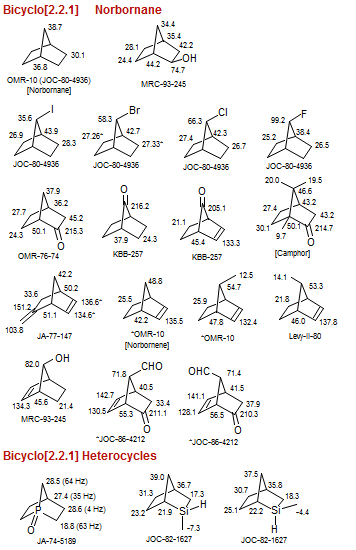 Bicyclo[2.2.1] Norbornane
38.7
30.1
36.8
OMR-10 (JOC-80-4936)
[Norbornane]
34.4
35.4
28.1
42.2
24.4
44.2
OH
74.7
MRC-93-245
I
35.6
26.9
43.9
28.3
JOC-80-4936
Br
58.3
27.26*
42.7
27.33*
JOC-80-4936
Cl
66.3
27.4
42.3
26.7
JOC-80-4936
F
99.2
25.2
38.4
26.5
JOC-80-4936
37.9
36.2
27.7
45.2
24.3
50.1
215.3
O
OMR-76-74
O
216.2
37.9
24.3
KBB-257
O
205.1
21.1
45.4
133.3
KBB-257
20.0
19.5
46.6
43.2
27.4
43.2
30.1
50.1
214.7
9.7
O
[Camphor]
42.2
50.2
33.6
136.6*
151.2
51.1
134.6*
103.8
JA-77-147
48.8
25.5
42.2
135.5
"OMR-10
[Norbornene]
12.5
54.7
25.9
47.8
132.4
"OMR-10
14.1
53.3
21.8
46.0
137.8
Levy-II-80
82.0
OH
134.3
45.6
21.4
MRC-93-245
71.8
CHO
40.5
142.7
33.4
130.5
55.3
211.1
O
"JOC-86-4212
OHC
71.4
41.5
141.1
37.9
128.1
56.5
210.3
O
"JOC-86-4212
Bicyclo[2.2.1] Heterocycles
28.5 (64 Hz)
27.4 (35 Hz)
28.6 (4 Hz)
P
O
18.8 (63 Hz)
JA-74-5189
39.0
36.7
31.3
17.3
23.2
21.9
Si
H
-7.3
JOC-82-1627
37.5
35.8
30.7
18.3
25.1
22.2
Si
-4.4
H
JOC-82-1627